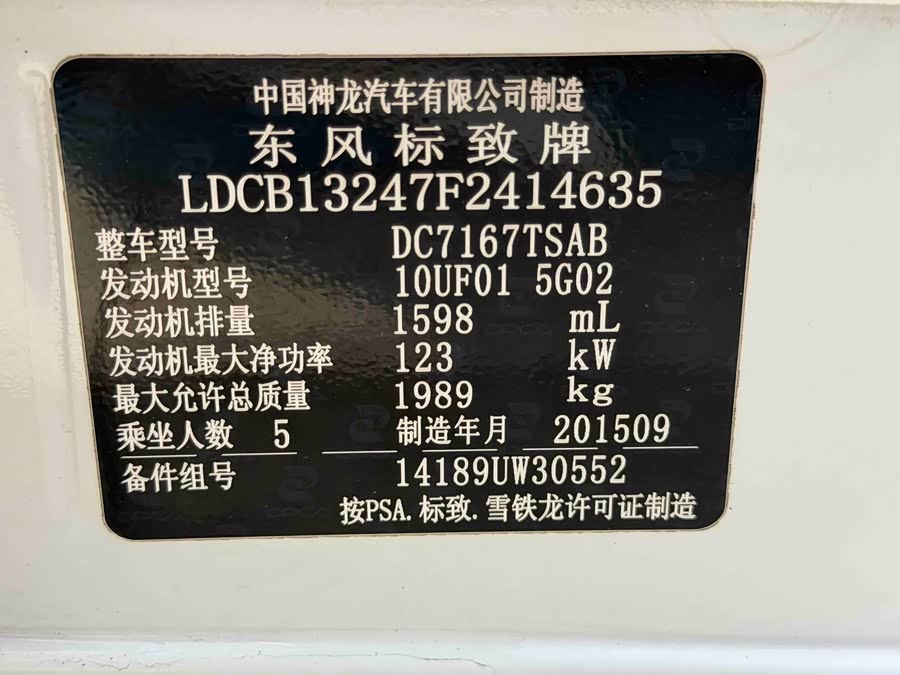 中国神龙汽车有限公司制造
东风标致牌
LDCB13247F2414635
整车型号 DC7167TSAB
发动机型号 10UF01 5G02
发动机排量 1598 mL
发动机最大净功率 123 kW
最大允许总质量 1989 kg
乘坐人数 5 制造年月 201509
备件组号 14189UW30552
按PSA.标致.雪铁龙许可证制造